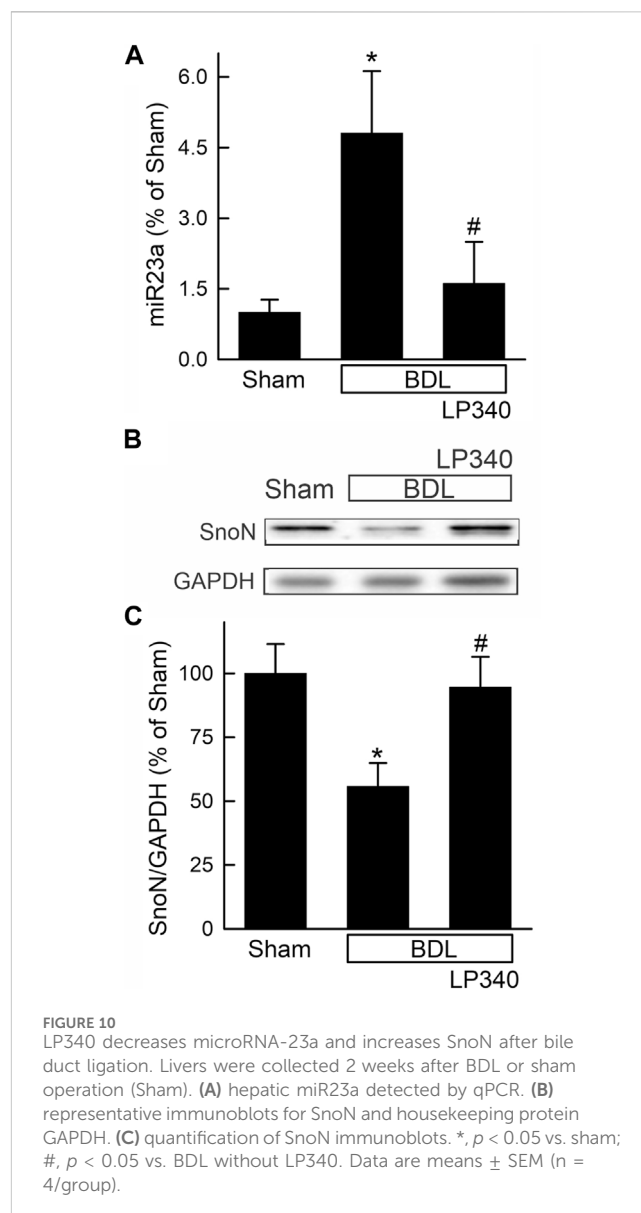 A
miR23a (% of Sham)
6.0
4.5
3.0
1.5
0.0
*
#
Sham
BDL
LP340
B
LP340
Sham
BDL
SnoN
GAPDH
C
SnoN/GAPDH (% of Sham)
100
75
50
25
0
*
#
Sham
BDL
LP340
FIGURE 10
LP340 decreases microRNA-23a and increases SnoN after bile
duct ligation. Livers were collected 2 weeks after BDL or sham
operation (Sham). (A) hepatic miR23a detected by qPCR. (B)
representative immunoblots for SnoN and housekeeping protein
GAPDH. (C) quantification of SnoN immunoblots. *, p < 0.05 vs. sham;
#, p < 0.05 vs. BDL without LP340. Data are means ± SEM (n =
4/group).